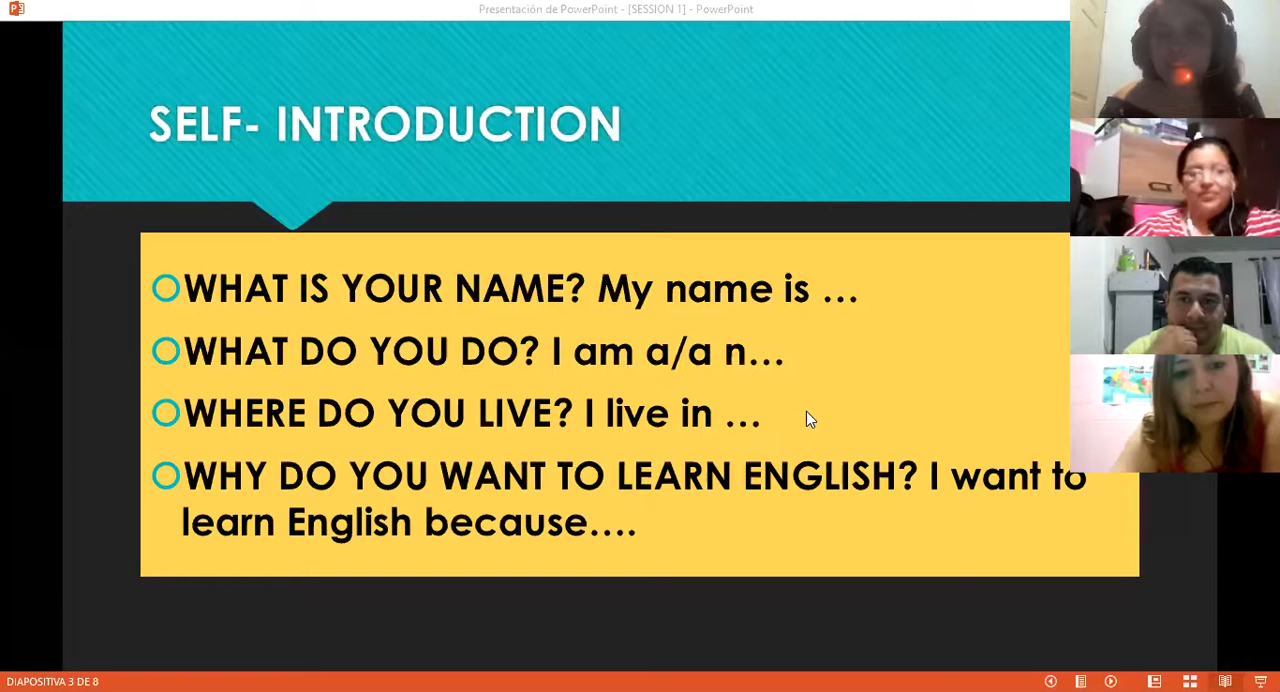 Presentación de PowerPoint - [SESSION 1] - PowerPoint
SELF- INTRODUCTION
WHAT IS YOUR NAME? My name is …
WHAT DO YOU DO? I am a/a n…
WHERE DO YOU LIVE? I live in …
WHY DO YOU WANT TO LEARN ENGLISH? I want to
learn English because….
DIAPOSITIVA 3 DE 8